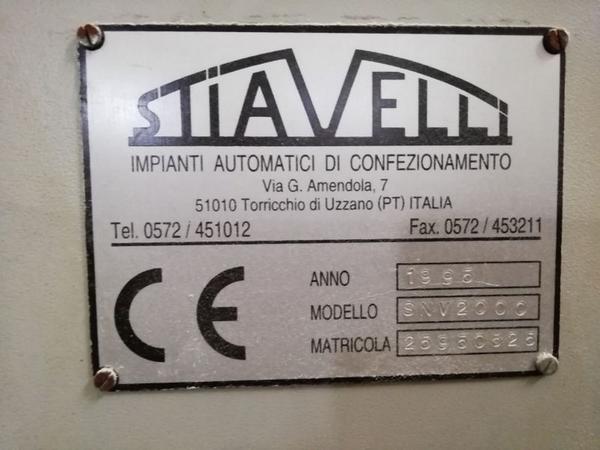 STIAVELLI
IMPIANTI AUTOMATICI DI CONFEZIONAMENTO
Via G. Amendola, 7
51010 Torricchio di Uzzano (PT) ITALIA
Tel. 0572 / 451012 Fax. 0572 / 453211
CE
ANNO 1995
MODELLO SNV2000
MATRICOLA